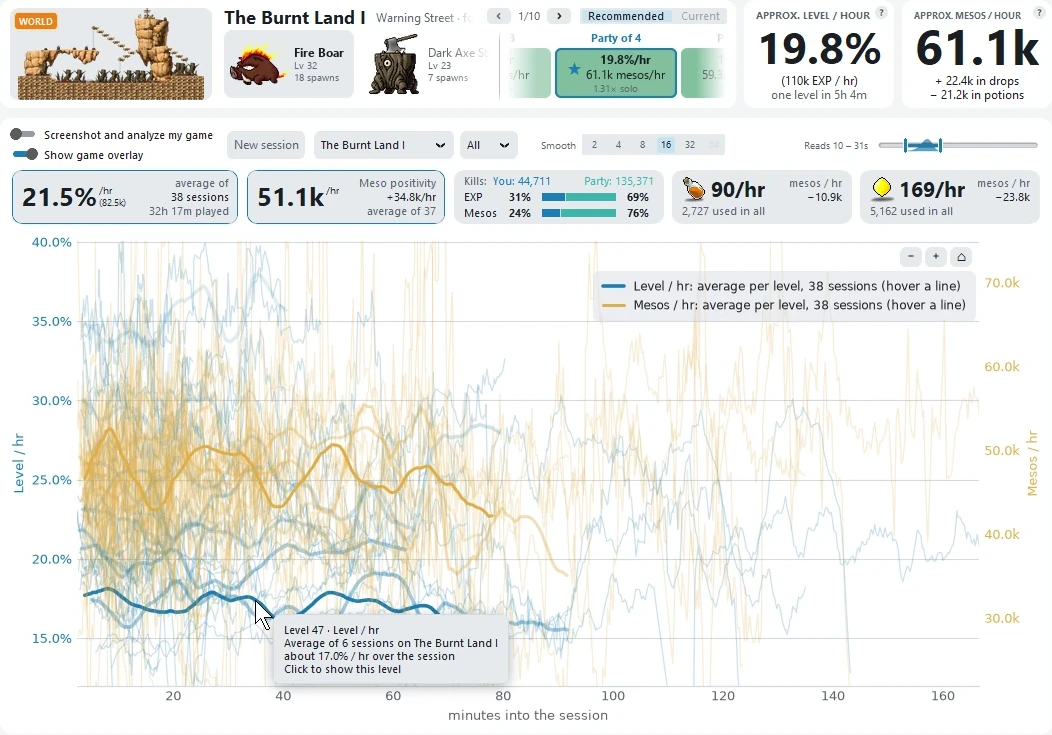 WORLD
The Burnt Land I
Warning Street · fo
Fire Boar
Lv 32
18 spawns
Dark Axe St
Lv 23
7 spawns
1/10
Recommended
Current
Party of 4
s/hr
19.8%/hr
61.1k mesos/hr
1.31× solo
59.
APPROX. LEVEL / HOUR
?
19.8%
(110k EXP / hr)
one level in 5h 4m
APPROX. MESOS / HOUR
?
61.1k
+ 22.4k in drops
− 21.2k in potions
Screenshot and analyze my game
Show game overlay
New session
The Burnt Land I
All
Smooth
2 4 8 16 32
Reads 10 – 31s
21.5% /hr
(82.5k)
average of
38 sessions
32h 17m played
51.1k /hr
Meso positivity
+34.8k/hr
average of 37
Kills: You: 44,711 Party: 135,371
EXP 31% 69%
Mesos 24% 76%
90/hr
mesos / hr
−10.9k
2,727 used in all
169/hr
mesos / hr
−23.8k
5,162 used in all
− +
Level / hr: average per level, 38 sessions (hover a line)
Mesos / hr: average per level, 38 sessions (hover a line)
40.0%
35.0%
30.0%
25.0%
20.0%
15.0%
Level / hr
70.0k
60.0k
50.0k
40.0k
30.0k
Mesos / hr
Level 47 · Level / hr
Average of 6 sessions on The Burnt Land I
about 17.0% / hr over the session
Click to show this level
20 40 60 80 100 120 140 160
minutes into the session